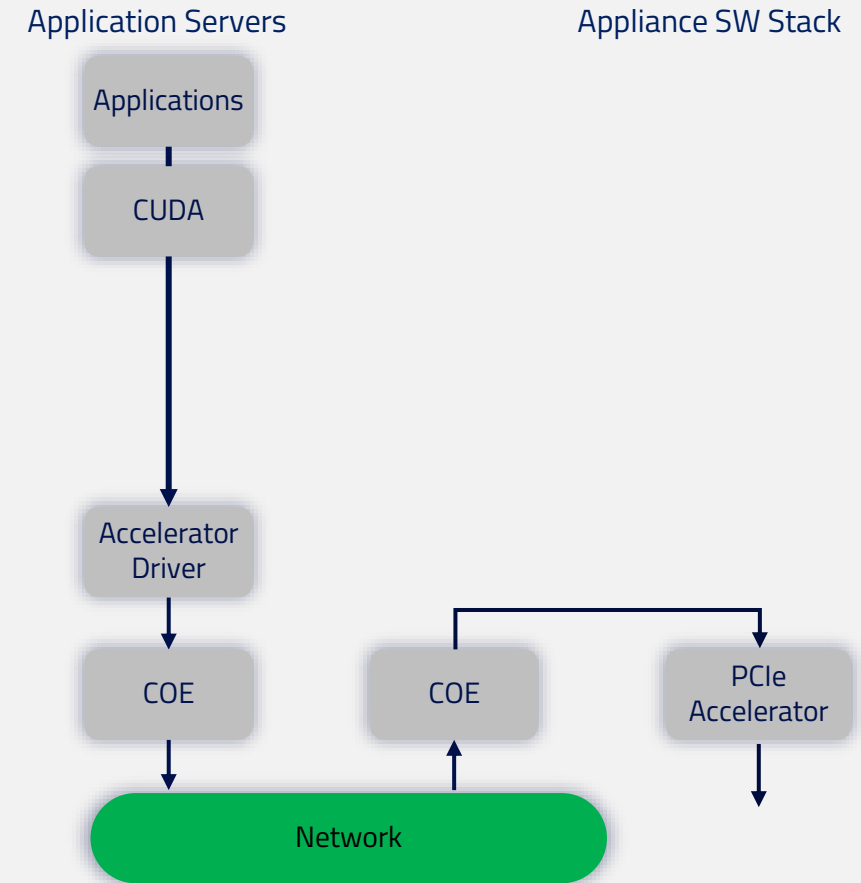 Application Servers
Appliance SW Stack
Applications
CUDA
Accelerator
Driver
COE
COE
PCIe
Accelerator
Network